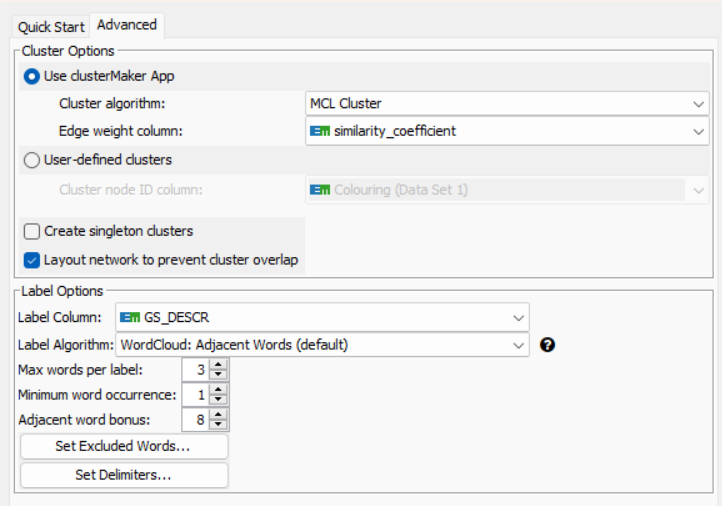 Quick Start Advanced
Cluster Options
Use clusterMaker App
Cluster algorithm: MCL Cluster
Edge weight column: Em similarity_coefficient
User-defined clusters
Cluster node ID column: Em Colouring (Data Set 1)
Create singleton clusters
Layout network to prevent cluster overlap
Label Options
Label Column: Em GS_DESCR
Label Algorithm: WordCloud: Adjacent Words (default) ?
Max words per label: 3
Minimum word occurrence: 1
Adjacent word bonus: 8
Set Excluded Words...
Set Delimiters...